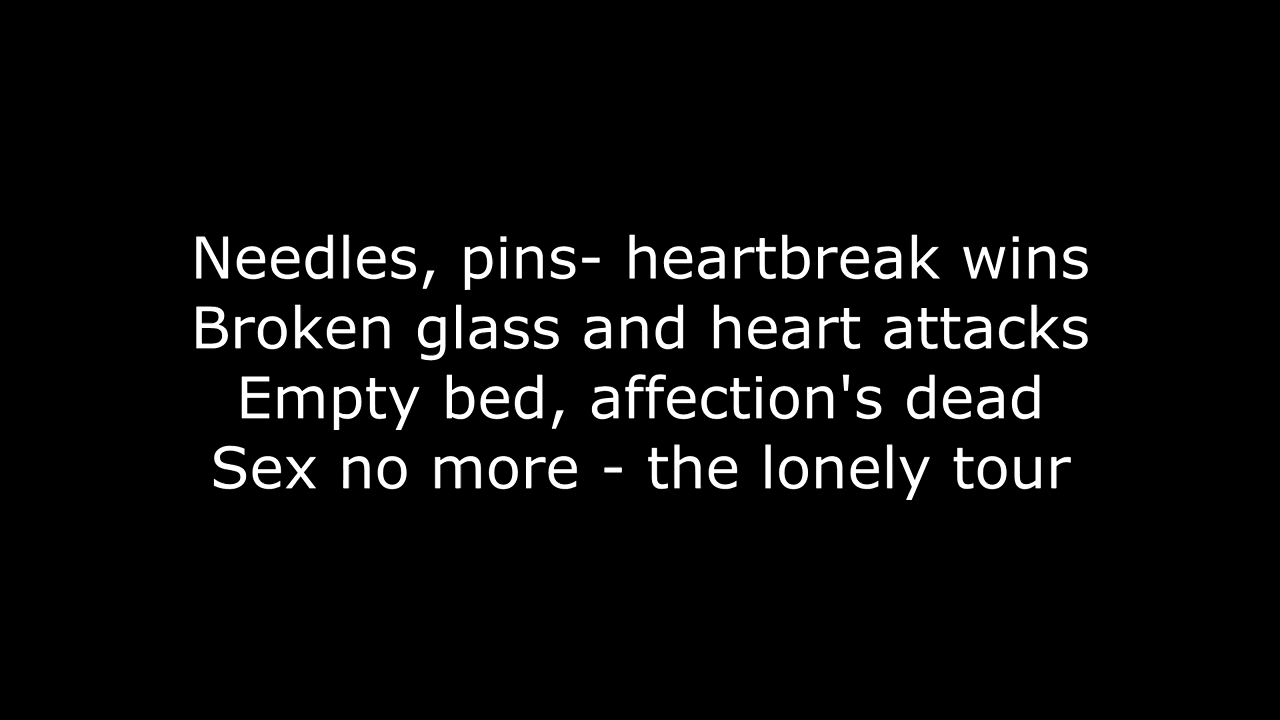 Needles, pins- heartbreak wins
Broken glass and heart attacks
Empty bed, affection's dead
Sex no more - the lonely tour